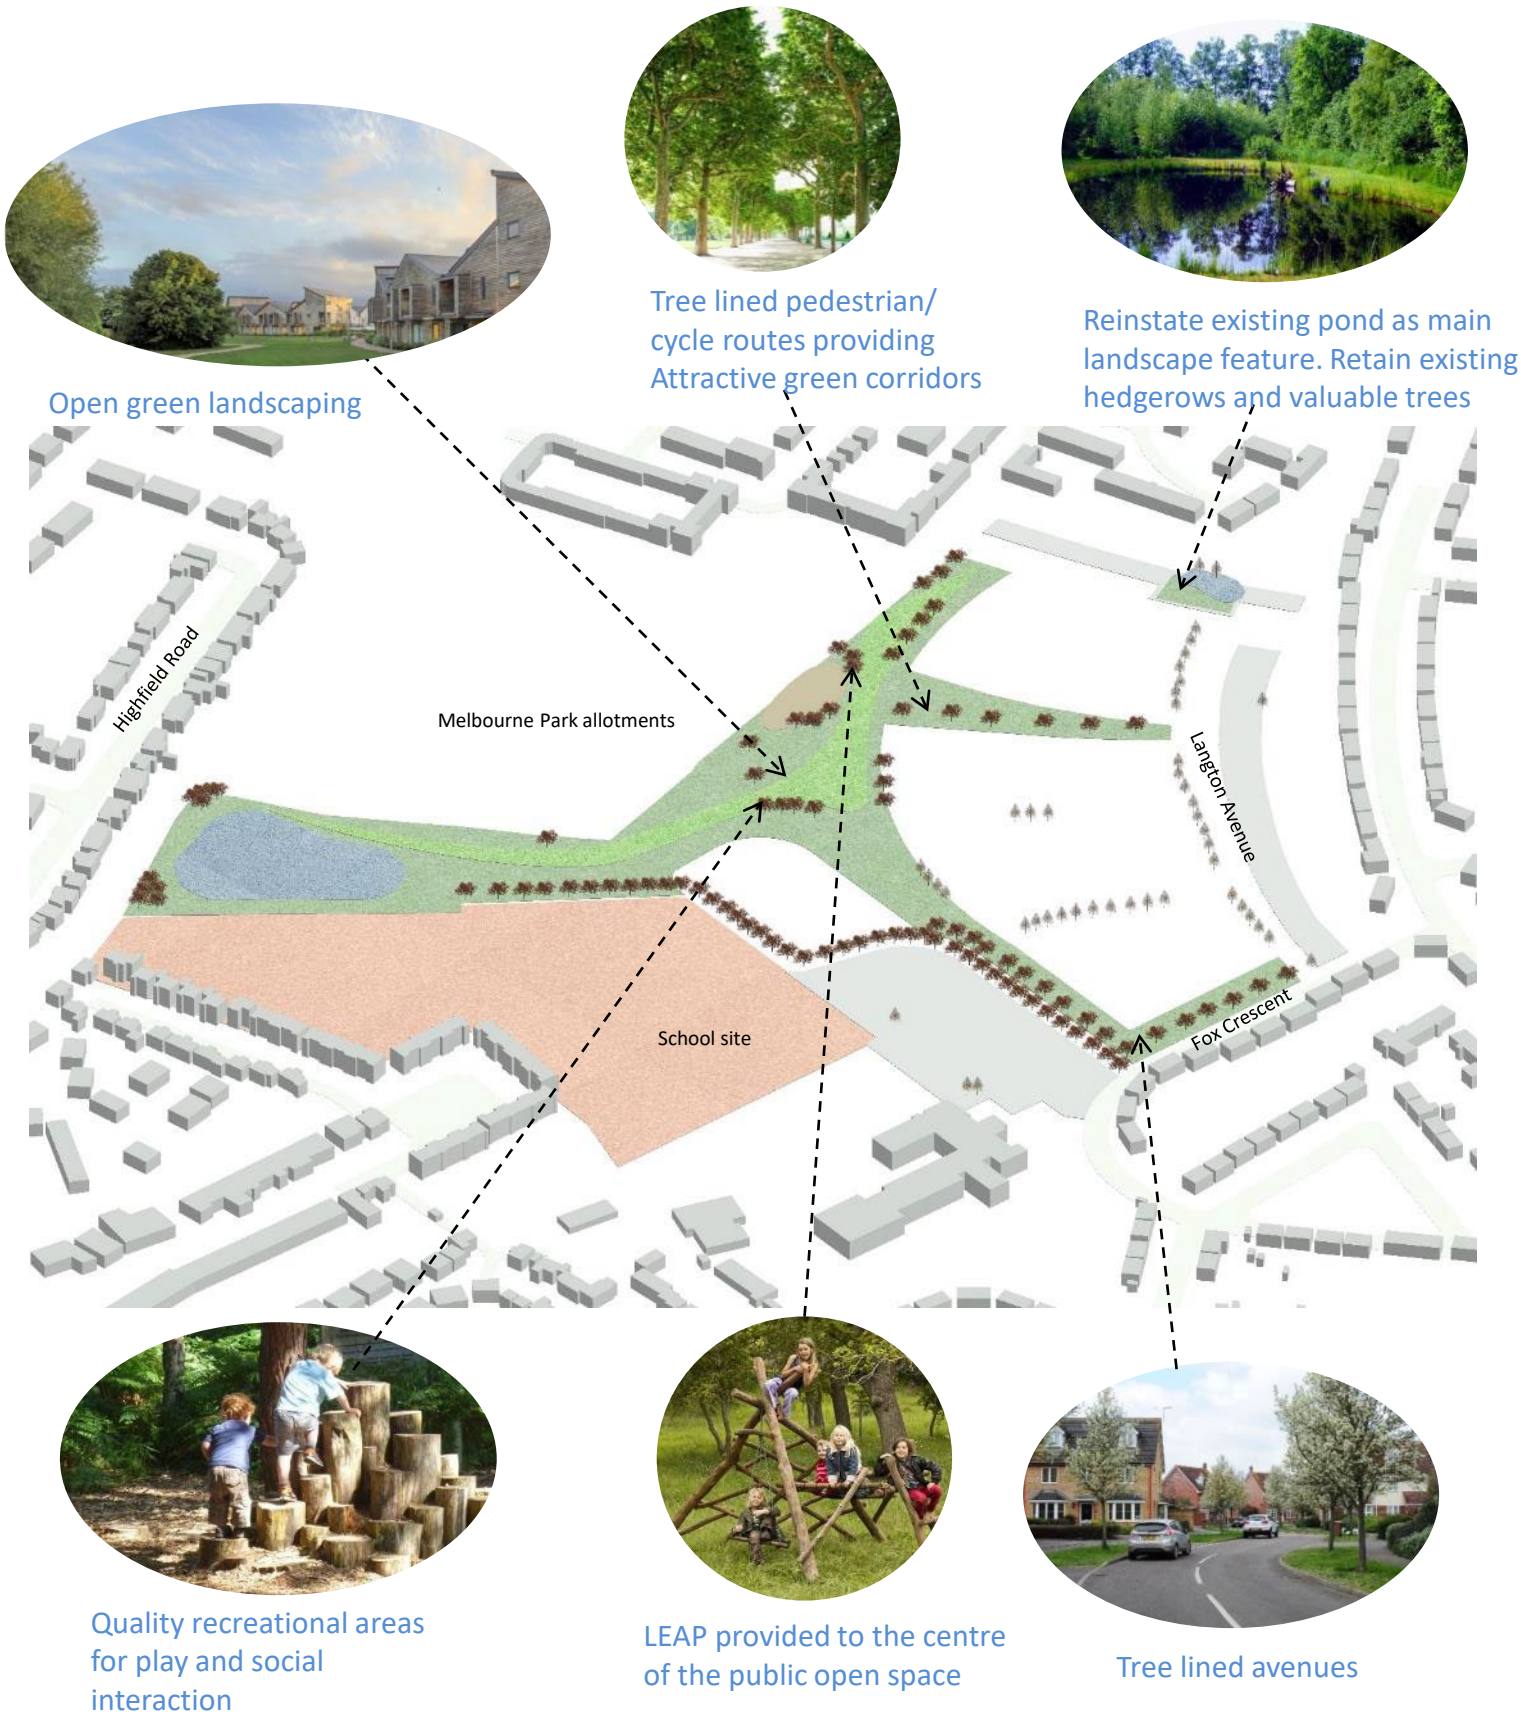 Tree lined pedestrian/
cycle routes providing
Attractive green corridors
Reinstate existing pond as main
landscape feature. Retain existing
hedgerows and valuable trees
Open green landscaping
Highfield Road
Melbourne Park allotments
Langton Avenue
School site
Fox Crescent
Quality recreational areas
for play and social
interaction
LEAP provided to the centre
of the public open space
Tree lined avenues